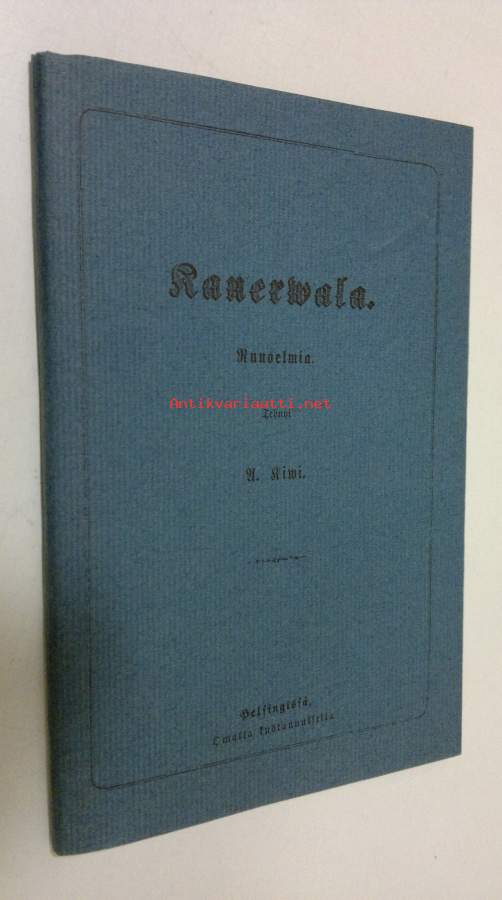 Kanerwala.
Runoelmia.
Antikvariaatti.net
Tehnyt
A. Kiwi.
Helsingissä,
Omalla kustannuksella.